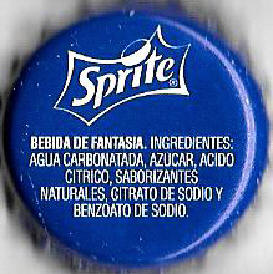 Sprite®
BEBIDA DE FANTASIA. INGREDIENTES:
AGUA CARBONATADA, AZUCAR, ACIDO
CITRICO, SABORIZANTES
NATURALES, CITRATO DE SODIO Y
BENZOATO DE SODIO.